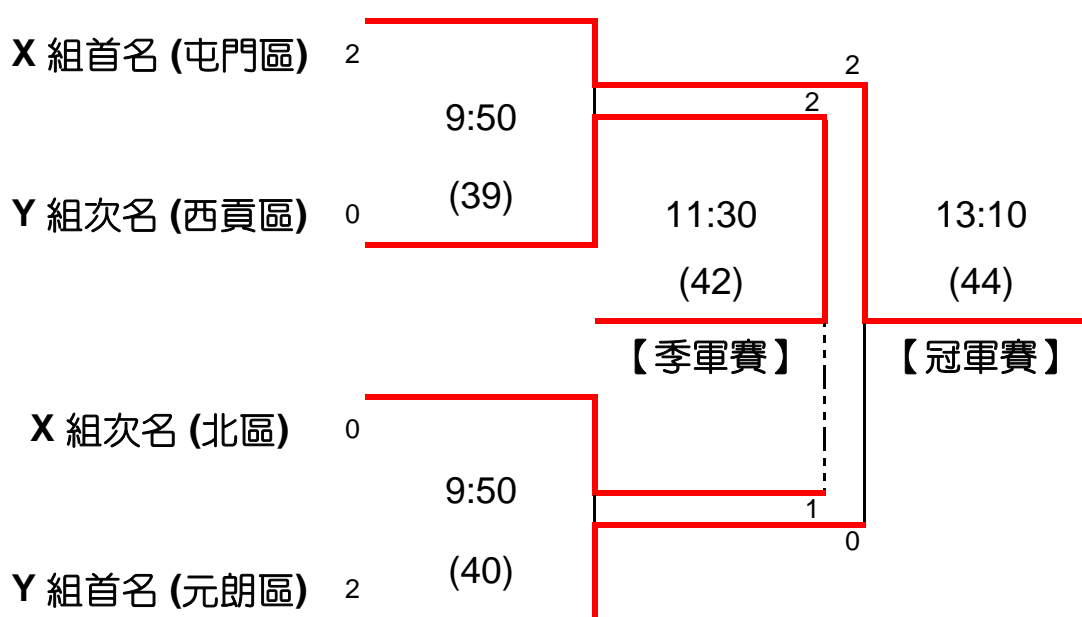 X 組首名 (屯門區) 2
2
2
9:50
(39)
Y 組次名 (西貢區) 0
11:30
(42)
【季軍賽】
13:10
(44)
【冠軍賽】
X 組次名 (北區) 0
9:50
(40)
1
0
Y 組首名 (元朗區) 2